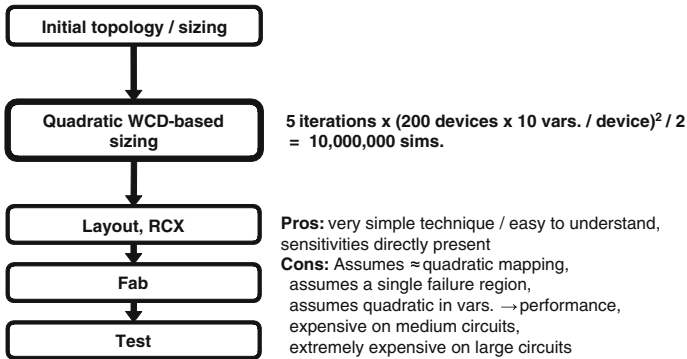 Initial topology / sizing
Quadratic WCD-based
sizing
5 iterations x (200 devices x 10 vars. / device)² / 2
= 10,000,000 sims.
Layout, RCX
Fab
Test
Pros: very simple technique / easy to understand,
sensitivities directly present
Cons: Assumes ≈quadratic mapping,
assumes a single failure region,
assumes quadratic in vars. →performance,
expensive on medium circuits,
extremely expensive on large circuits